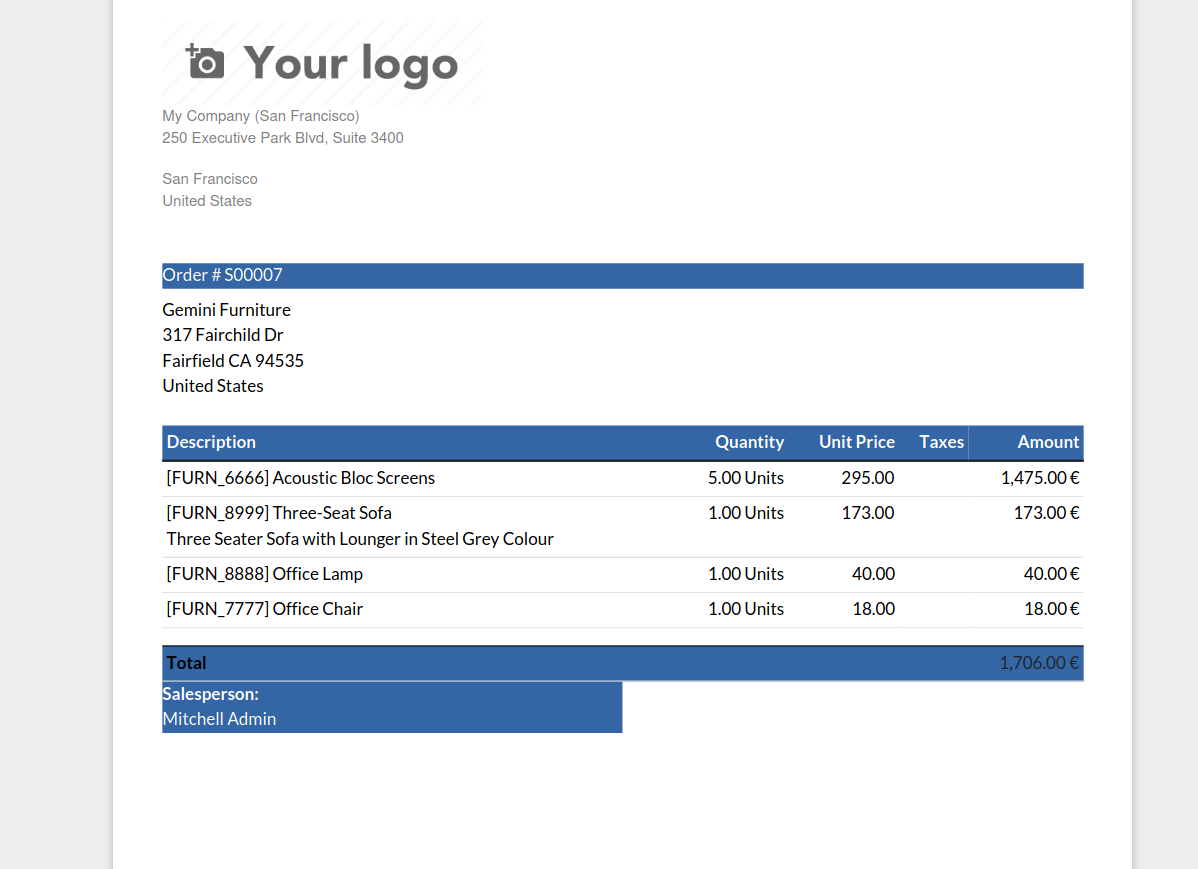 Your logo
My Company (San Francisco)
250 Executive Park Blvd, Suite 3400
San Francisco
United States
Order # S00007
Gemini Furniture
317 Fairchild Dr
Fairfield CA 94535
United States
Description Quantity Unit Price Taxes Amount
[FURN_6666] Acoustic Bloc Screens 5.00 Units 295.00 1,475.00 €
[FURN_8999] Three-Seat Sofa 1.00 Units 173.00 173.00 €
Three Seater Sofa with Lounger in Steel Grey Colour
[FURN_8888] Office Lamp 1.00 Units 40.00 40.00 €
[FURN_7777] Office Chair 1.00 Units 18.00 18.00 €
Total 1,706.00 €
Salesperson:
Mitchell Admin